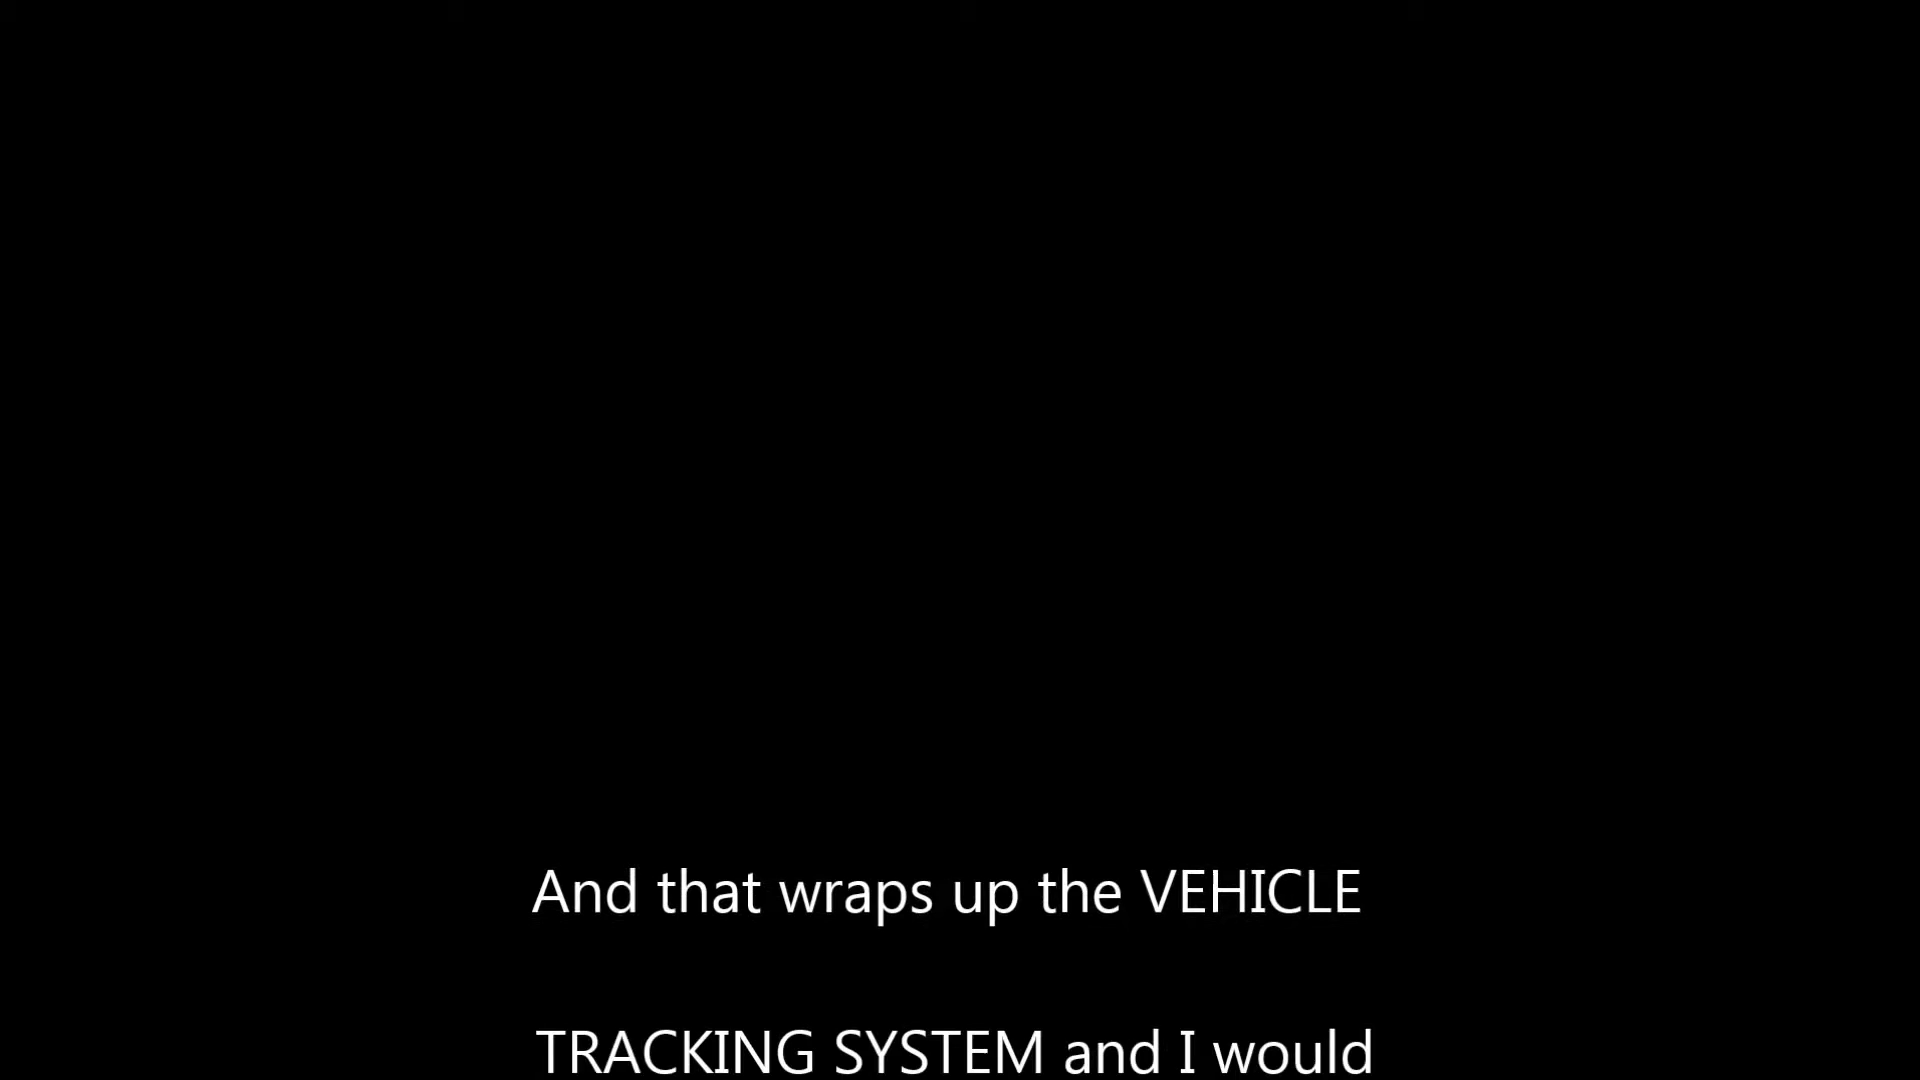 And that wraps up the VEHICLE
TRACKING SYSTEM and I would